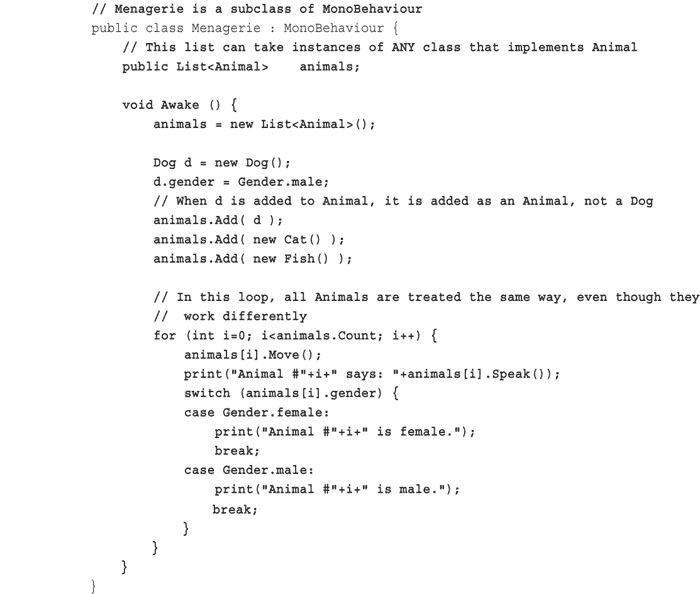 // Menagerie is a subclass of MonoBehaviour
public class Menagerie : MonoBehaviour {
    // This list can take instances of ANY class that implements Animal
    public List<Animal>    animals;

    void Awake () {
        animals = new List<Animal>();

        Dog d = new Dog();
        d.gender = Gender.male;
        // When d is added to Animal, it is added as an Animal, not a Dog
        animals.Add( d );
        animals.Add( new Cat() );
        animals.Add( new Fish() );

        // In this loop, all Animals are treated the same way, even though they
        //  work differently
        for (int i=0; i<animals.Count; i++) {
            animals[i].Move();
            print("Animal #"+i+" says: "+animals[i].Speak());
            switch (animals[i].gender) {
            case Gender.female:
                print("Animal #"+i+" is female.");
                break;
            case Gender.male:
                print("Animal #"+i+" is male.");
                break;
            }
        }
    }
}